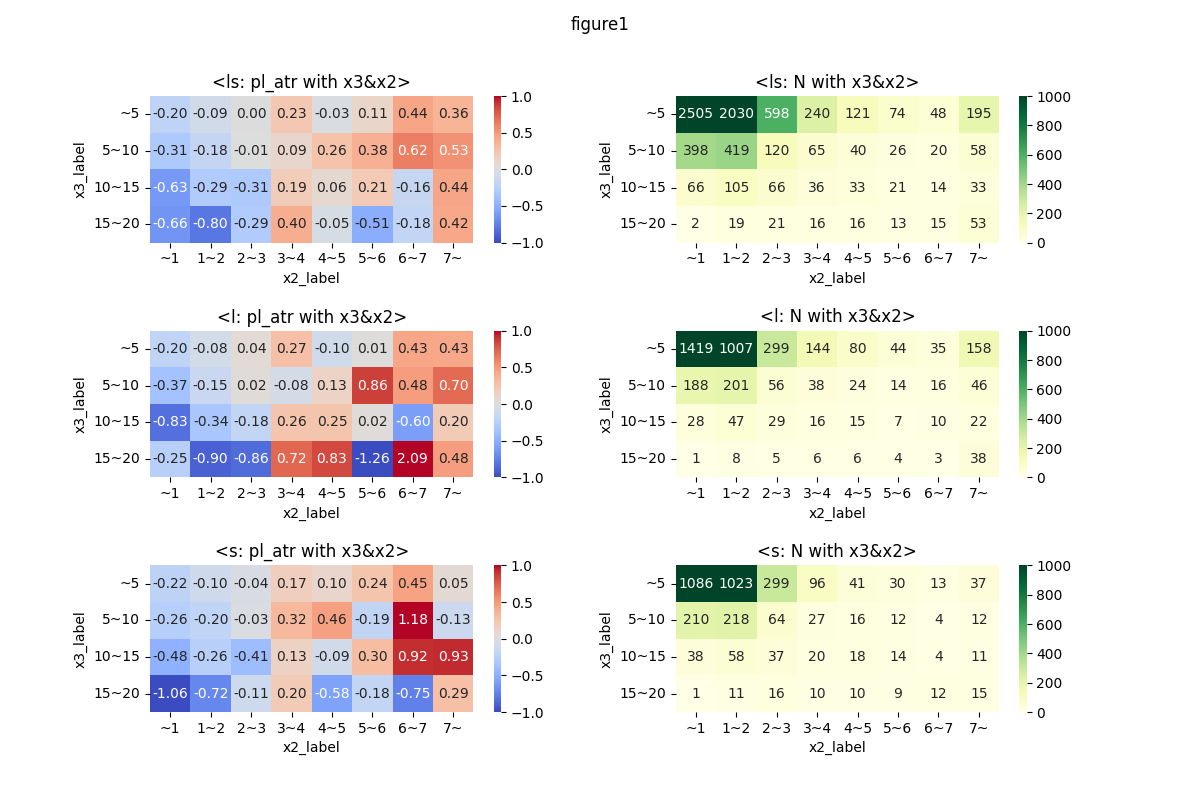 figure1
<ls: pl_atr with x3&x2>
x3_label
~5 -0.20 -0.09 0.00 0.23 -0.03 0.11 0.44 0.36
5~10 -0.31 -0.18 -0.01 0.09 0.26 0.38 0.62 0.53
10~15 -0.63 -0.29 -0.31 0.19 0.06 0.21 -0.16 0.44
15~20 -0.66 -0.80 -0.29 0.40 -0.05 -0.51 -0.18 0.42
~1 1~2 2~3 3~4 4~5 5~6 6~7 7~
x2_label
1.0
0.5
0.0
−0.5
−1.0
<ls: N with x3&x2>
x3_label
~5 2505 2030 598 240 121 74 48 195
5~10 398 419 120 65 40 26 20 58
10~15 66 105 66 36 33 21 14 33
15~20 2 19 21 16 16 13 15 53
~1 1~2 2~3 3~4 4~5 5~6 6~7 7~
x2_label
1000
800
600
400
200
0
<l: pl_atr with x3&x2>
x3_label
~5 -0.20 -0.08 0.04 0.27 -0.10 0.01 0.43 0.43
5~10 -0.37 -0.15 0.02 -0.08 0.13 0.86 0.48 0.70
10~15 -0.83 -0.34 -0.18 0.26 0.25 0.02 -0.60 0.20
15~20 -0.25 -0.90 -0.86 0.72 0.83 -1.26 2.09 0.48
~1 1~2 2~3 3~4 4~5 5~6 6~7 7~
x2_label
1.0
0.5
0.0
−0.5
−1.0
<l: N with x3&x2>
x3_label
~5 1419 1007 299 144 80 44 35 158
5~10 188 201 56 38 24 14 16 46
10~15 28 47 29 16 15 7 10 22
15~20 1 8 5 6 6 4 3 38
~1 1~2 2~3 3~4 4~5 5~6 6~7 7~
x2_label
1000
800
600
400
200
0
<s: pl_atr with x3&x2>
x3_label
~5 -0.22 -0.10 -0.04 0.17 0.10 0.24 0.45 0.05
5~10 -0.26 -0.20 -0.03 0.32 0.46 -0.19 1.18 -0.13
10~15 -0.48 -0.26 -0.41 0.13 -0.09 0.30 0.92 0.93
15~20 -1.06 -0.72 -0.11 0.20 -0.58 -0.18 -0.75 0.29
~1 1~2 2~3 3~4 4~5 5~6 6~7 7~
x2_label
1.0
0.5
0.0
−0.5
−1.0
<s: N with x3&x2>
x3_label
~5 1086 1023 299 96 41 30 13 37
5~10 210 218 64 27 16 12 4 12
10~15 38 58 37 20 18 14 4 11
15~20 1 11 16 10 10 9 12 15
~1 1~2 2~3 3~4 4~5 5~6 6~7 7~
x2_label
1000
800
600
400
200
0